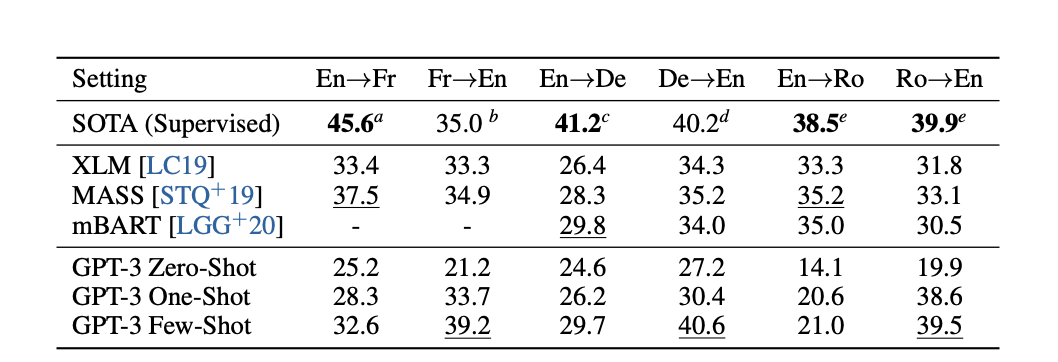 Setting En→Fr Fr→En En→De De→En En→Ro Ro→En
SOTA (Supervised) 45.6a 35.0 b 41.2c 40.2d 38.5e 39.9e
XLM [LC19] 33.4 33.3 26.4 34.3 33.3 31.8
MASS [STQ+19] 37.5 34.9 28.3 35.2 35.2 33.1
mBART [LGG+20] - - 29.8 34.0 35.0 30.5
GPT-3 Zero-Shot 25.2 21.2 24.6 27.2 14.1 19.9
GPT-3 One-Shot 28.3 33.7 26.2 30.4 20.6 38.6
GPT-3 Few-Shot 32.6 39.2 29.7 40.6 21.0 39.5